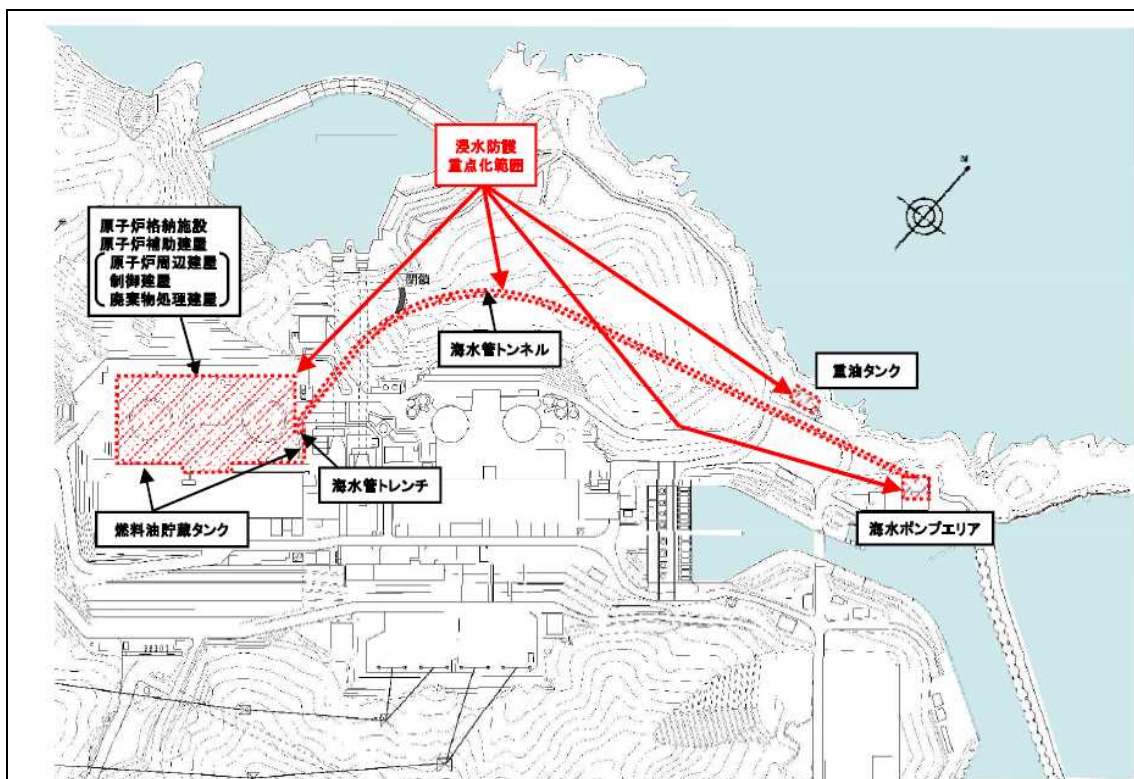 浸水防護
重点化範囲
原子炉格納施設
原子炉補助建屋
原子炉周辺建屋
制御建屋
廃棄物処理建屋
閉鎖
海水管トンネル
重油タンク
海水管トレンチ
燃料油貯蔵タンク
海水ポンプエリア